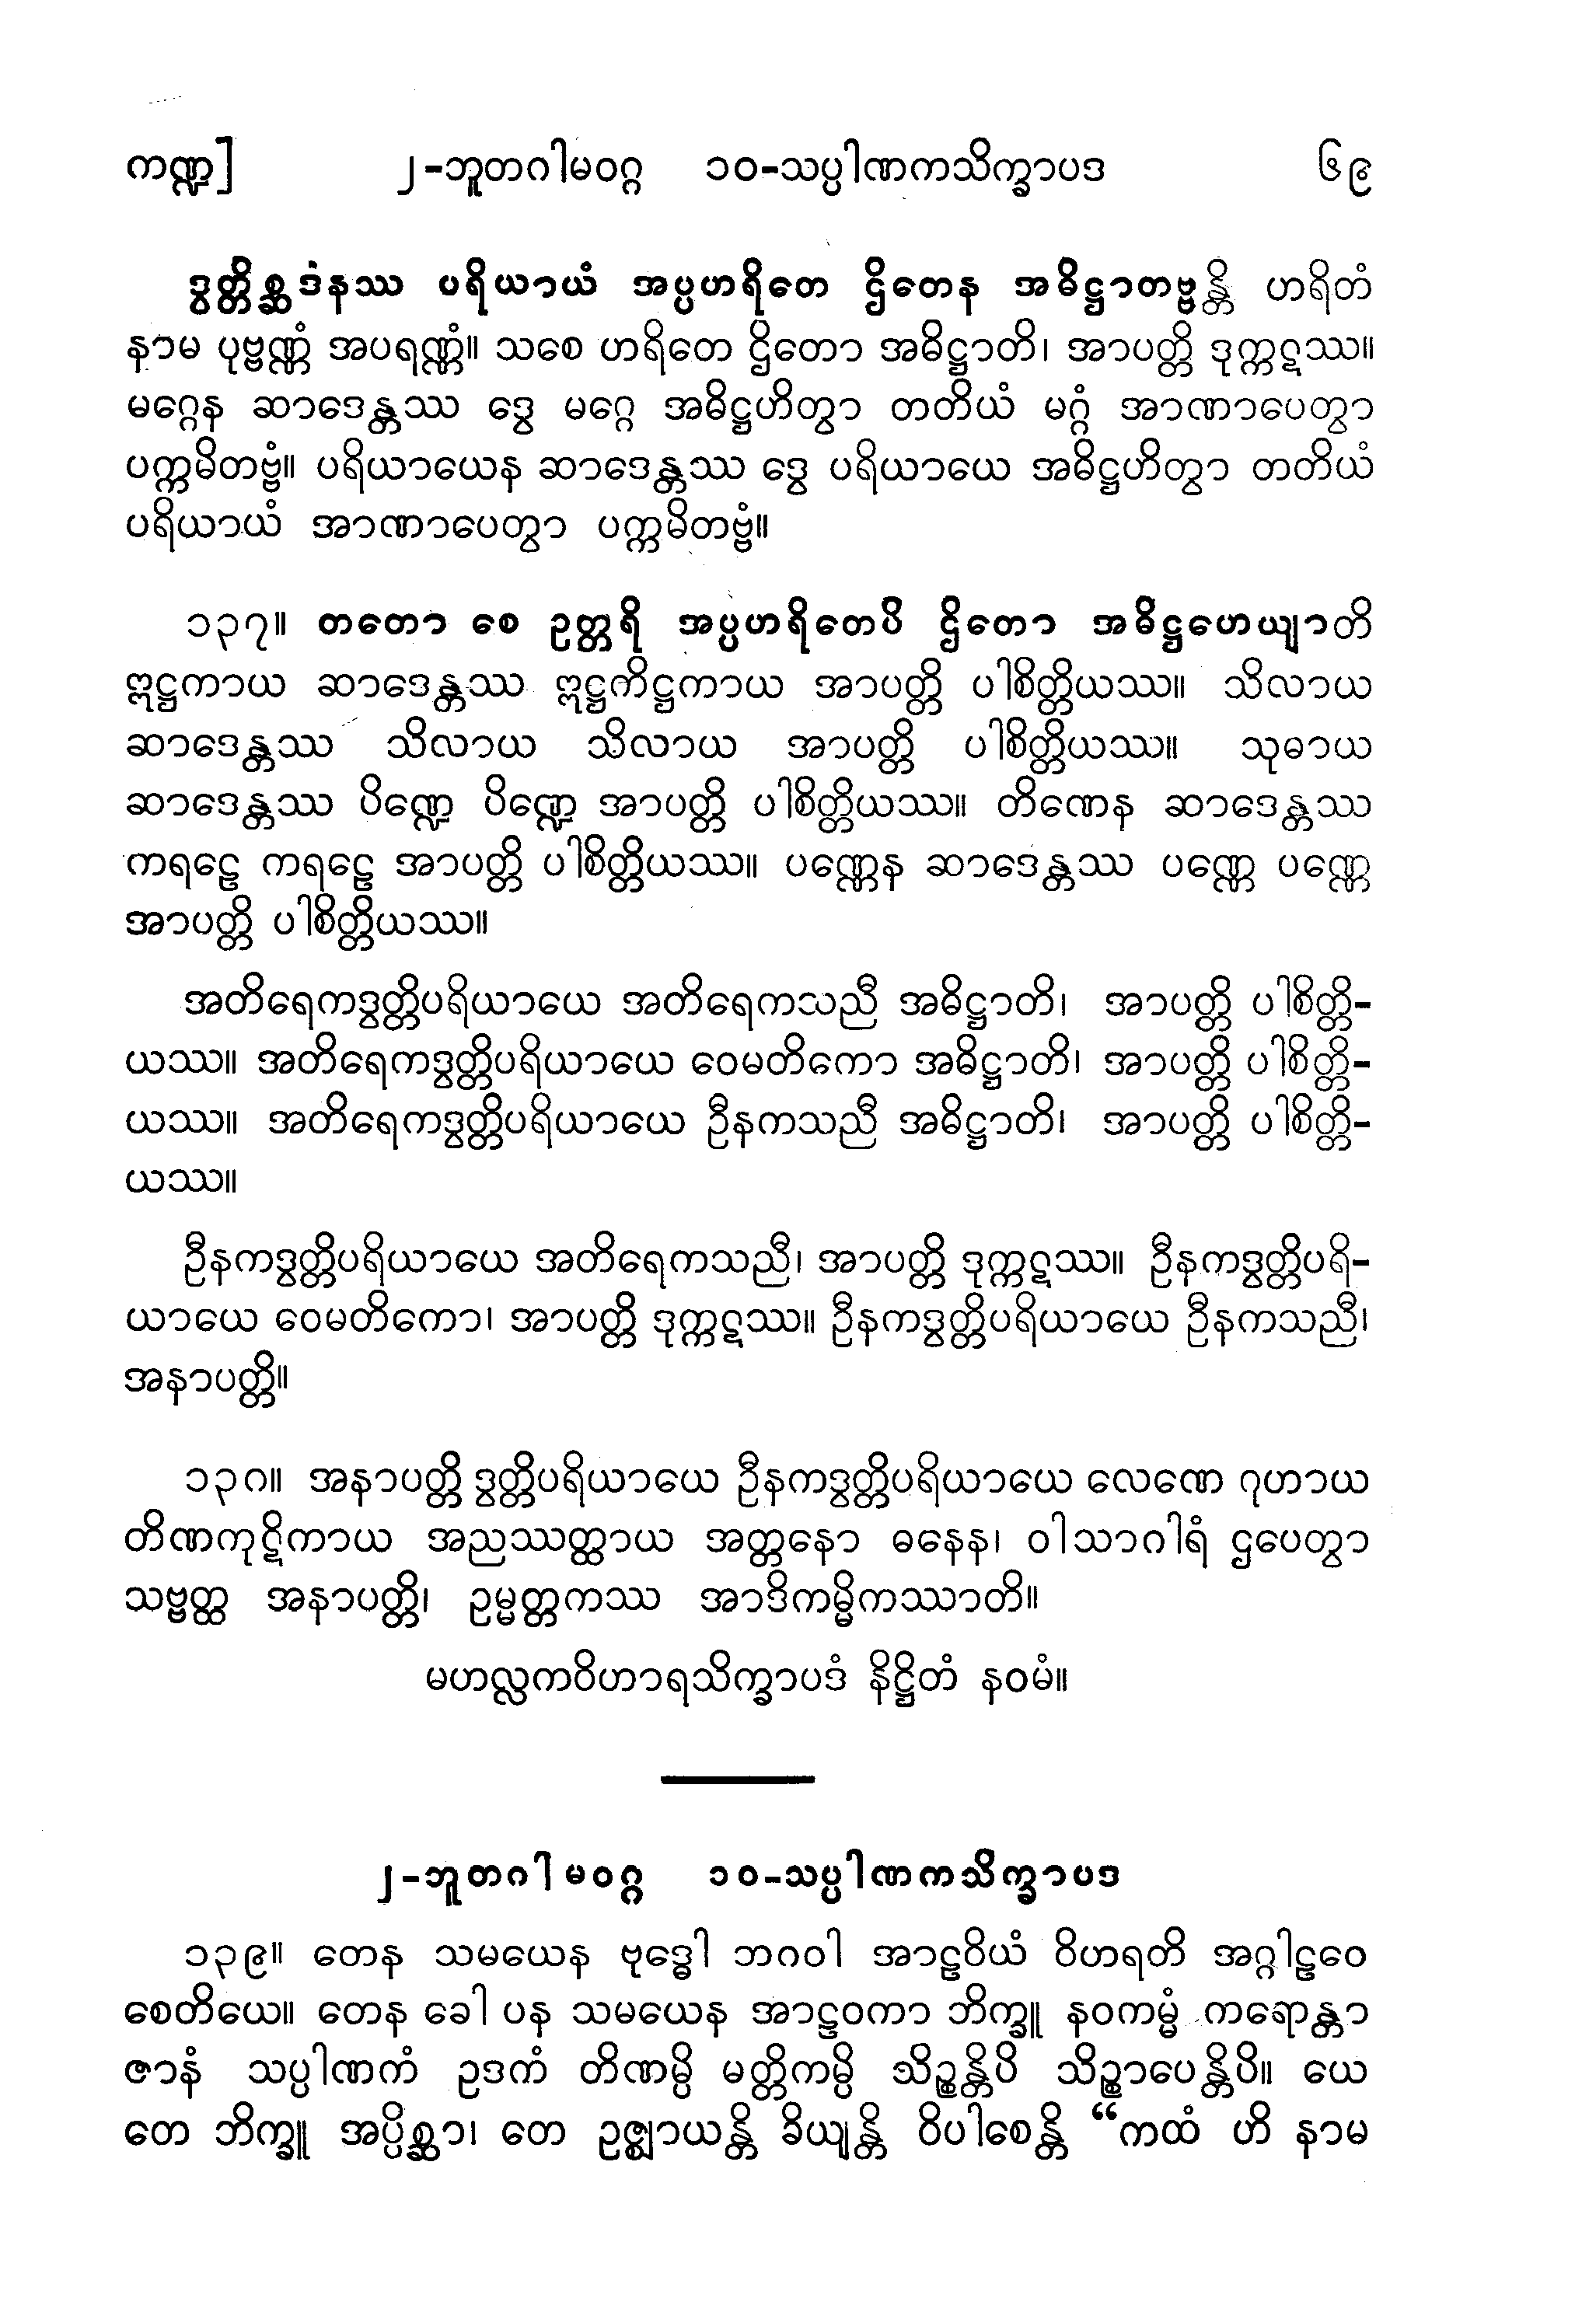 ကဏ္ဍ] ၂-ဘူတဂါမဝဂ္ဂ ၁၀-သပ္ပါဏကသိက္ခာပဒ ၆၉
ဒွတ္တိစ္ဆဒနဿ ပရိယာယံ အပ္ပဟရိတေ ဌိတေန အဓိဋ္ဌာတဗ္ဗန္တိ ဟရိတံ
နာမ ပုဗ္ဗဏ္ဏံ အပရဏ္ဏံ။ သစေ ဟရိတေ ဌိတော အဓိဋ္ဌာတိ၊ အာပတ္တိ ဒုက္ကဋဿ။
မဂ္ဂေန ဆာဒေန္တဿ ဒွေ မဂ္ဂေ အဓိဋ္ဌဟိတွာ တတိယံ မဂ္ဂံ အာဏာပေတွာ
ပက္ကမိတဗ္ဗံ။ ပရိယာယေန ဆာဒေန္တဿ ဒွေ ပရိယာယေ အဓိဋ္ဌဟိတွာ တတိယံ
ပရိယာယံ အာဏာပေတွာ ပက္ကမိတဗ္ဗံ။
၁၃၇။ တတော စေ ဥတ္တရိ အပ္ပဟရိတေပိ ဌိတော အဓိဋ္ဌဟေယျာတိ
ဣဋ္ဌကာယ ဆာဒေန္တဿ ဣဋ္ဌကိဋ္ဌကာယ အာပတ္တိ ပါစိတ္တိယဿ။ သိလာယ
ဆာဒေန္တဿ သိလာယ သိလာယ အာပတ္တိ ပါစိတ္တိယဿ။ သုဓာယ
ဆာဒေန္တဿ ပိဏ္ဍေ ပိဏ္ဍေ အာပတ္တိ ပါစိတ္တိယဿ။ တိဏေန ဆာဒေန္တဿ
ကရဠေ ကရဠေ အာပတ္တိ ပါစိတ္တိယဿ။ ပဏ္ဏေန ဆာဒေန္တဿ ပဏ္ဏေ ပဏ္ဏေ
အာပတ္တိ ပါစိတ္တိယဿ။
အတိရေကဒွတ္တိပရိယာယေ အတိရေကသညီ အဓိဋ္ဌာတိ၊ အာပတ္တိ ပါစိတ္တိ-
ယဿ။ အတိရေကဒွတ္တိပရိယာယေ ဝေမတိကော အဓိဋ္ဌာတိ၊ အာပတ္တိ ပါစိတ္တိ-
ယဿ။ အတိရေကဒွတ္တိပရိယာယေ ဦနကသညီ အဓိဋ္ဌာတိ၊ အာပတ္တိ ပါစိတ္တိ-
ယဿ။
ဦနကဒွတ္တိပရိယာယေ အတိရေကသညီ၊ အာပတ္တိ ဒုက္ကဋဿ။ ဦနကဒွတ္တိပရိ-
ယာယေ ဝေမတိကော၊ အာပတ္တိ ဒုက္ကဋဿ။ ဦနကဒွတ္တိပရိယာယေ ဦနကသညီ၊
အနာပတ္တိ။
၁၃၈။ အနာပတ္တိ ဒွတ္တိပရိယာယေ ဦနကဒွတ္တိပရိယာယေ လေဏေ ဂုဟာယ
တိဏကုဋိကာယ အညဿတ္ထာယ အတ္တနော ဓနေန၊ ဝါသာဂါရံ ဌပေတွာ
သဗ္ဗတ္ထ အနာပတ္တိ၊ ဥမ္မတ္တကဿ အာဒိကမ္မိကဿာတိ။
မဟလ္လကဝိဟာရသိက္ခာပဒံ နိဋ္ဌိတံ နဝမံ။
၂-ဘူတဂါမဝဂ္ဂ ၁၀-သပ္ပါဏကသိက္ခာပဒ
၁၃၉။ တေန သမယေန ဗုဒ္ဓေါ ဘဂဝါ အာဠဝိယံ ဝိဟရတိ အဂ္ဂါဠဝေ
စေတိယေ။ တေန ခေါ ပန သမယေန အာဠဝကာ ဘိက္ခူ နဝကမ္မံ ကရောန္တာ
ဇာနံ သပ္ပါဏကံ ဥဒကံ တိဏမ္ပိ မတ္တိကမ္ပိ သိဉ္စန္တိပိ သိဉ္စာပေန္တိပိ။ ယေ
တေ ဘိက္ခူ အပ္ပိစ္ဆာ၊ တေ ဥဇ္ဈာယန္တိ ခိယျန္တိ ဝိပါစေန္တိ “ကထံ ဟိ နာမ